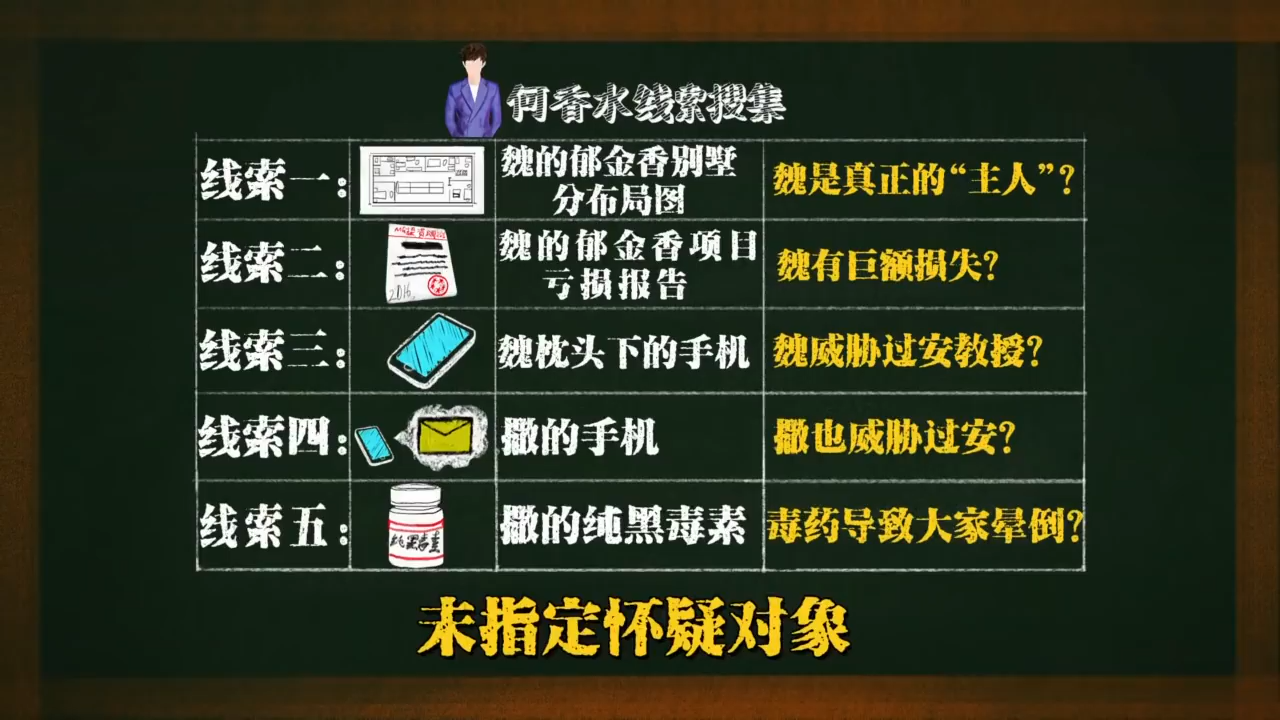 何香水线索搜集
线索一：
魏的郁金香别墅
分布局图
魏是真正的“主人”？
线索二：
2016.
魏的郁金香项目
亏损报告
魏有巨额损失？
线索三：
魏枕头下的手机
魏威胁过安教授？
线索四：
撒的手机
撒也威胁过安？
线索五：
纯黑毒素
撒的纯黑毒素
毒药导致大家晕倒？
未指定怀疑对象